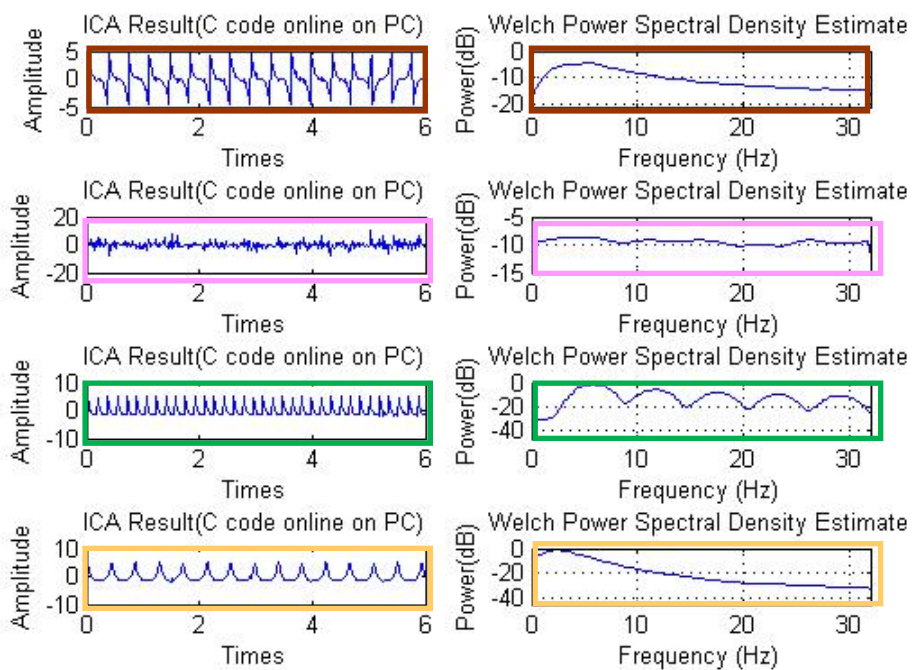 ICA Result(C code online on PC)
Amplitude
5
0
-5
0 2 4 6
Times
Welch Power Spectral Density Estimate
Power(dB)
0
-10
-20
0 10 20 30
Frequency (Hz)
ICA Result(C code online on PC)
Amplitude
20
0
-20
0 2 4 6
Times
Welch Power Spectral Density Estimate
Power(dB)
-5
-10
-15
0 10 20 30
Frequency (Hz)
ICA Result(C code online on PC)
Amplitude
10
0
-10
0 2 4 6
Times
Welch Power Spectral Density Estimate
Power(dB)
0
-20
-40
0 10 20 30
Frequency (Hz)
ICA Result(C code online on PC)
Amplitude
10
0
-10
0 2 4 6
Times
Welch Power Spectral Density Estimate
Power(dB)
0
-20
-40
0 10 20 30
Frequency (Hz)